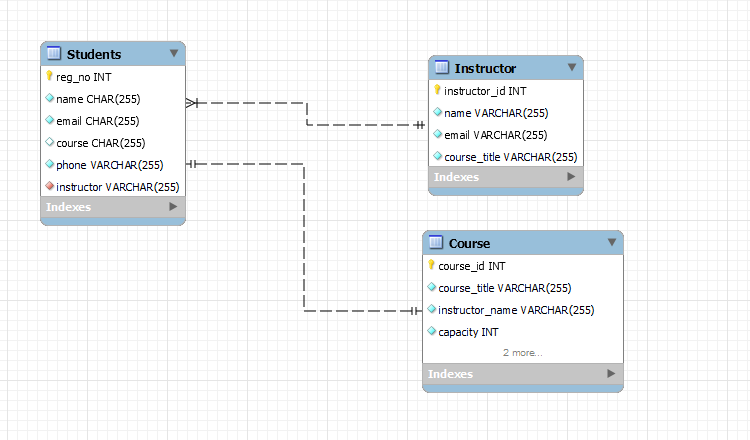 Students
reg_no INT
name CHAR(255)
email CHAR(255)
course CHAR(255)
phone VARCHAR(255)
instructor VARCHAR(255)
Indexes
Instructor
instructor_id INT
name VARCHAR(255)
email VARCHAR(255)
course_title VARCHAR(255)
Indexes
Course
course_id INT
course_title VARCHAR(255)
instructor_name VARCHAR(255)
capacity INT
2 more...
Indexes